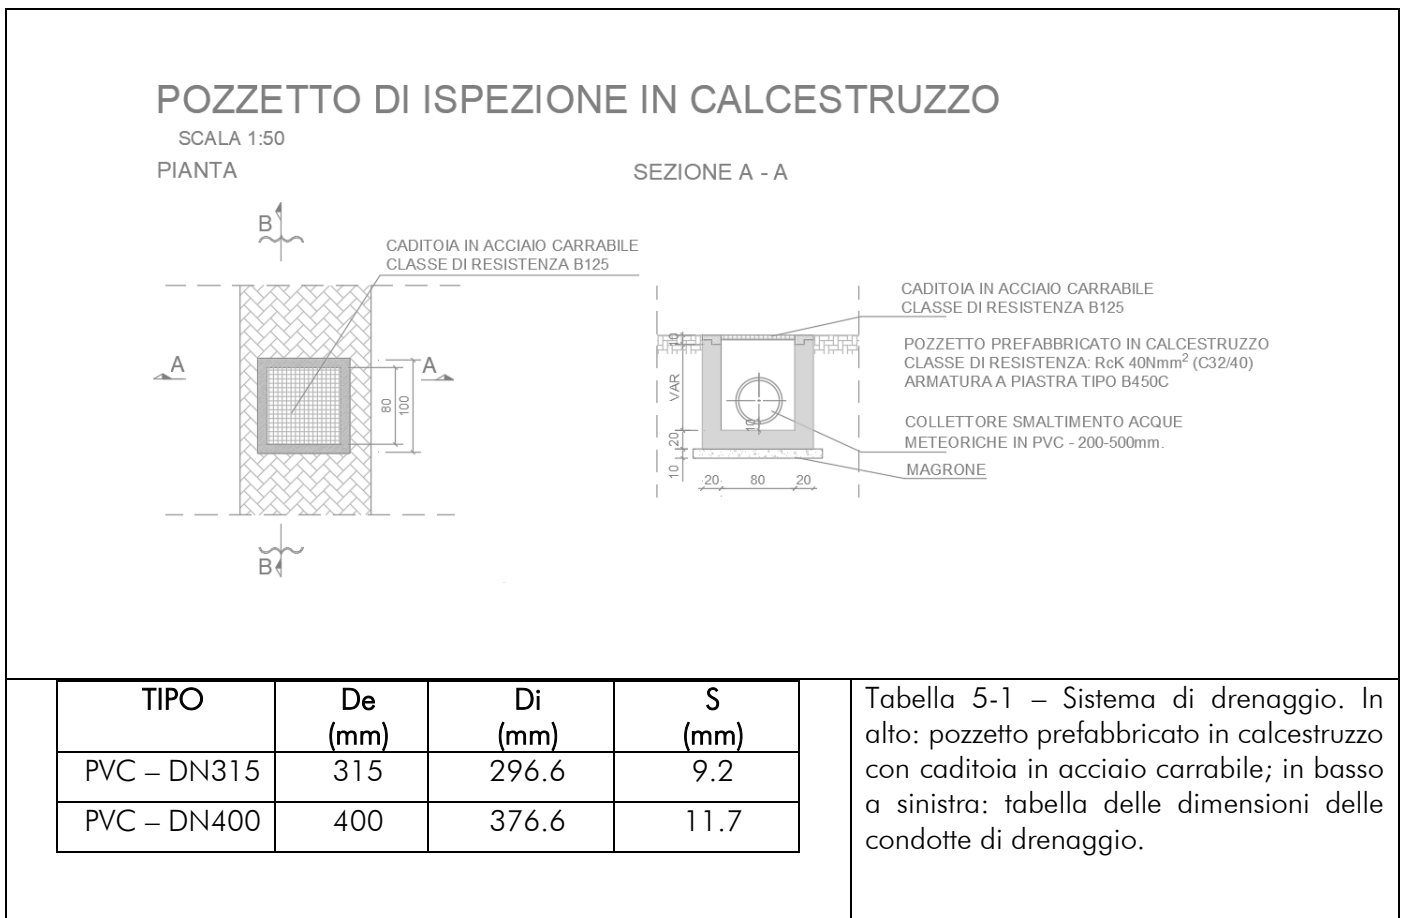 POZZETTO DI ISPEZIONE IN CALCESTRUZZO
SCALA 1:50
PIANTA
SEZIONE A - A
B
CADITOIA IN ACCIAIO CARRABILE
CLASSE DI RESISTENZA B125
A
A
80
100
B
CADITOIA IN ACCIAIO CARRABILE
CLASSE DI RESISTENZA B125
POZZETTO PREFABBRICATO IN CALCESTRUZZO
CLASSE DI RESISTENZA: RcK 40Nmm² (C32/40)
ARMATURA A PIASTRA TIPO B450C
COLLETTORE SMALTIMENTO ACQUE
METEORICHE IN PVC - 200-500mm.
MAGRONE
10
VAR
10
20
10
20
80
20
TIPO De Di S
(mm) (mm) (mm)
PVC – DN315 315 296.6 9.2
PVC – DN400 400 376.6 11.7
Tabella 5-1 – Sistema di drenaggio. In
alto: pozzetto prefabbricato in calcestruzzo
con caditoia in acciaio carrabile; in basso
a sinistra: tabella delle dimensioni delle
condotte di drenaggio.